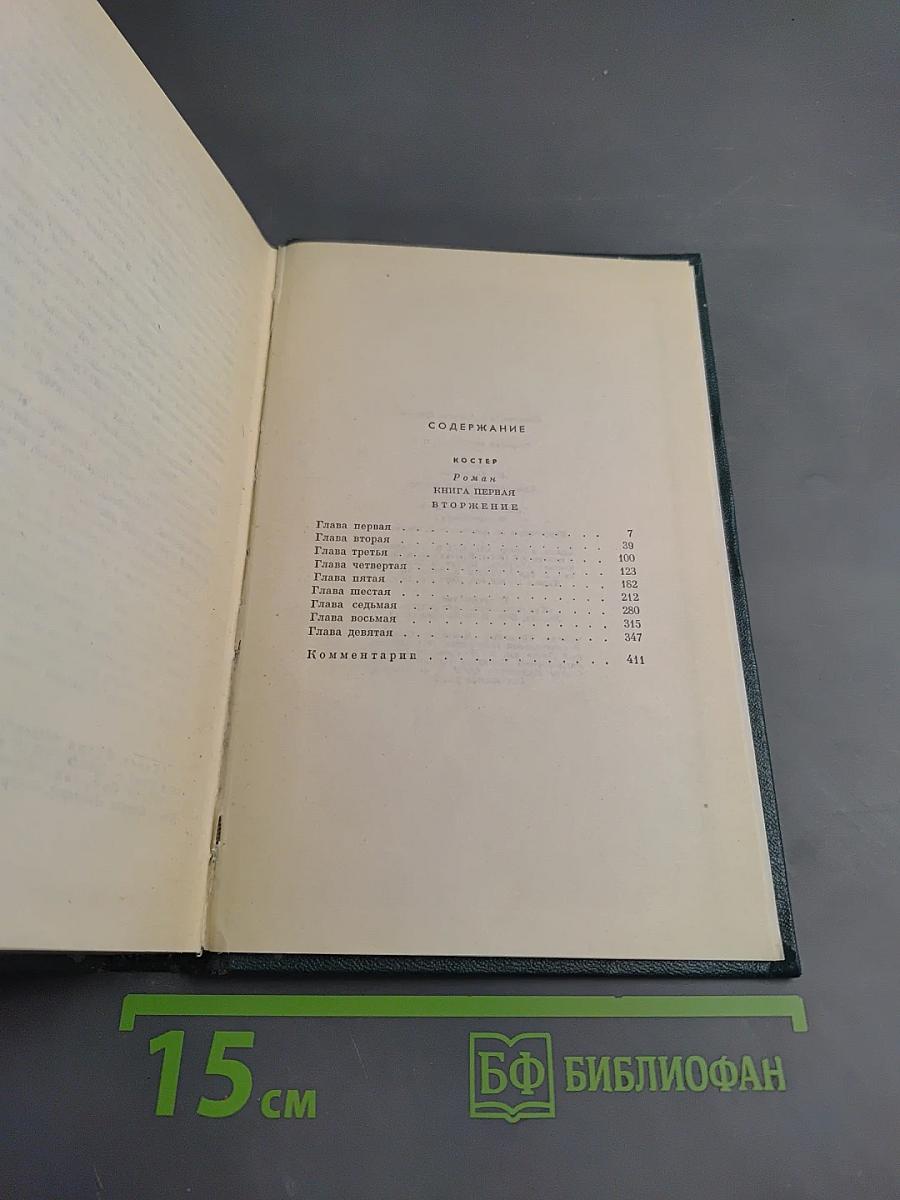 СОДЕРЖАНИЕ
КОСТЕР
Роман
КНИГА ПЕРВАЯ
ВТОРЖЕНИЕ
Глава первая . . . . . . . . . . . . . . . 7
Глава вторая . . . . . . . . . . . . . . . 39
Глава третья . . . . . . . . . . . . . . . 100
Глава четвертая . . . . . . . . . . . . . . 123
Глава пятая . . . . . . . . . . . . . . . 182
Глава шестая . . . . . . . . . . . . . . . 212
Глава седьмая . . . . . . . . . . . . . . 280
Глава восьмая . . . . . . . . . . . . . . 315
Глава девятая . . . . . . . . . . . . . . 347
Комментарии . . . . . . . . . . . . . 411
15 см
БФ БИБЛИОФАН